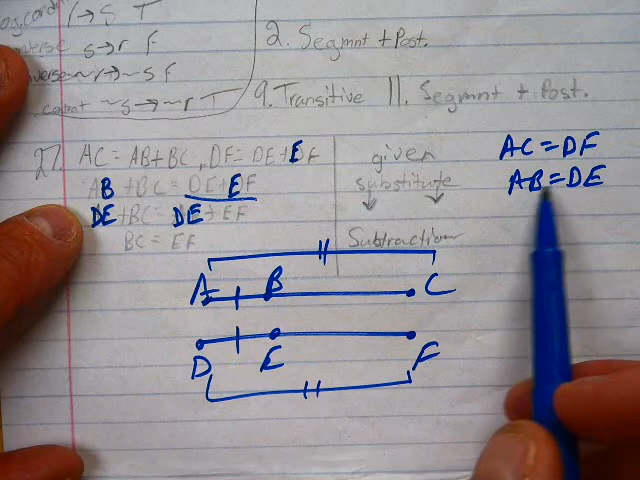 r→s T
s→r F
~r→~s F
~s→~r T
2. Segmnt + Post.
9. Transitive 11. Segmnt + Post.
27. AC = AB+BC, DF = DE+EF given
AB+BC = DE+EF substitute
DE+BC = DE+EF
BC = EF Subtraction
AC = DF
AB = DE
A B C
D E F